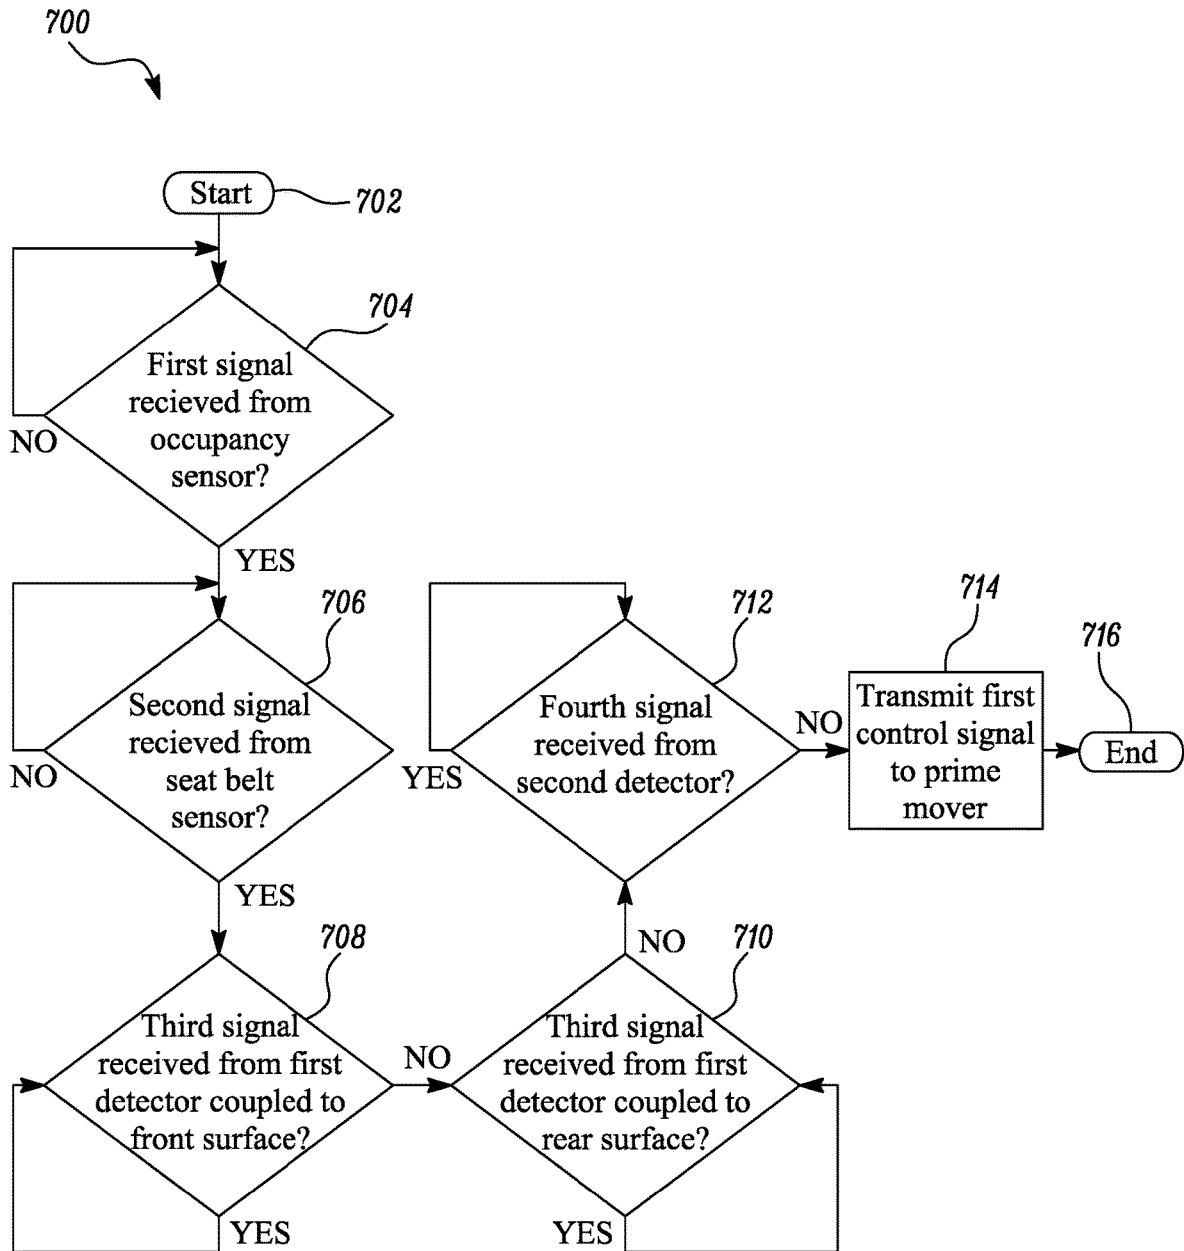 700
Start
702
704
First signal
recieved from
occupancy
sensor?
NO
YES
706
Second signal
recieved from
seat belt
sensor?
NO
YES
708
Third signal
received from first
detector coupled to
front surface?
YES
NO
710
Third signal
received from first
detector coupled to
rear surface?
YES
NO
712
Fourth signal
received from
second detector?
YES
NO
714
Transmit first
control signal
to prime
mover
716
End